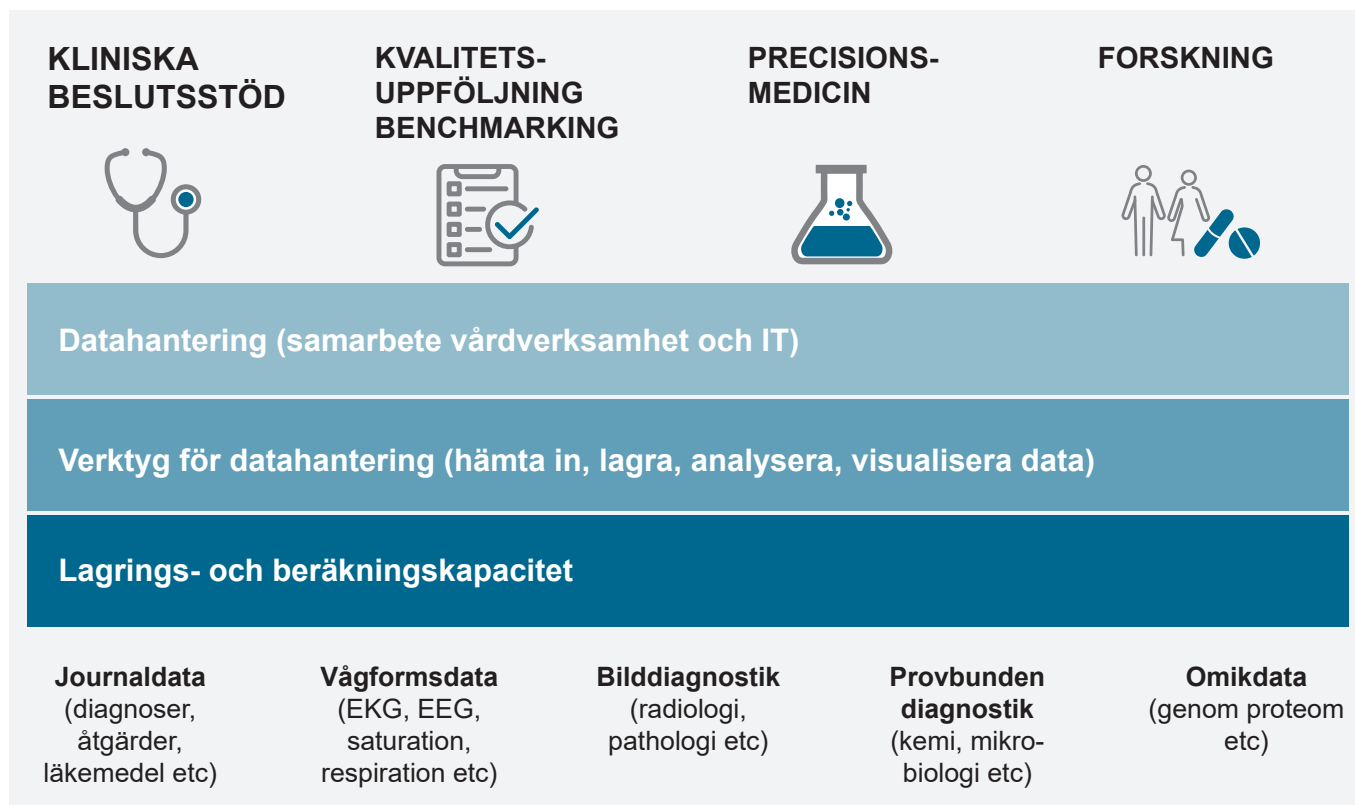 KLINISKA
BESLUTSSTÖD
KVALITETS-
UPPFÖLJNING
BENCHMARKING
PRECISIONS-
MEDICIN
FORSKNING
Datahantering (samarbete vårdverksamhet och IT)
Verktyg för datahantering (hämta in, lagra, analysera, visualisera data)
Lagrings- och beräkningskapacitet
Journaldata
(diagnoser,
åtgärder,
läkemedel etc)
Vågformsdata
(EKG, EEG,
saturation,
respiration etc)
Bilddiagnostik
(radiologi,
pathologi etc)
Provbunden
diagnostik
(kemi, mikro-
biologi etc)
Omikdata
(genom proteom
etc)